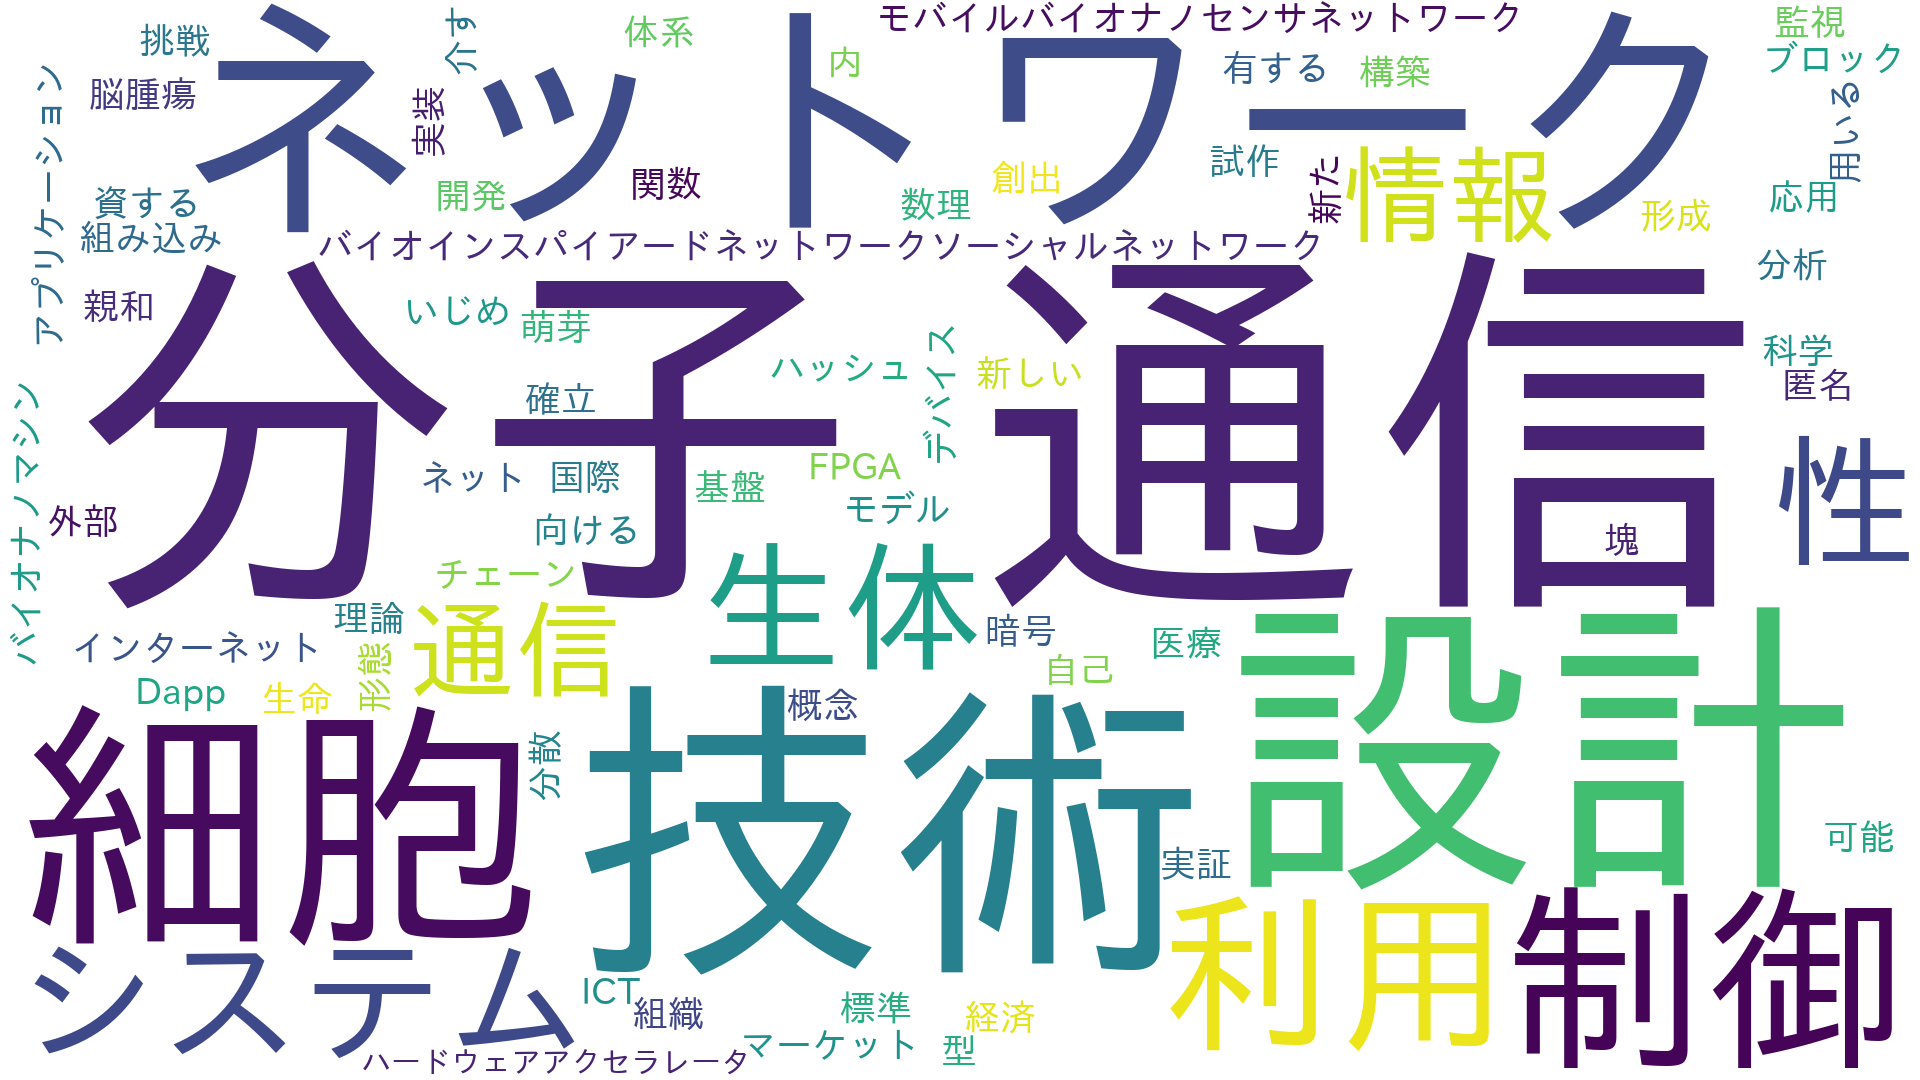 モバイルバイオナノセンサネットワーク
ネットワーク
挑戦
介す
体系
内
有する
構築
監視
ブロック
脳腫瘍
アプリケーション
実装
関数
開発
数理
創出
試作
新た
情報
形成
用いる
応用
資する
組み込み
バイオインスパイアードネットワークソーシャルネットワーク
分子通信
分析
親和
いじめ
萌芽
ハッシュ
デバイス
新しい
科学
匿名
確立
バイオナノマシン
ネット
国際
基盤
FPGA
モデル
性
外部
向ける
塊
チェーン
生体
通信
理論
インターネット
形態
暗号
自己
医療
設計
Dapp
生命
概念
技術
細胞
分散
実証
可能
利用
制御
システム
ICT
組織
標準
経済
マーケット
型
ハードウェアアクセラレータ